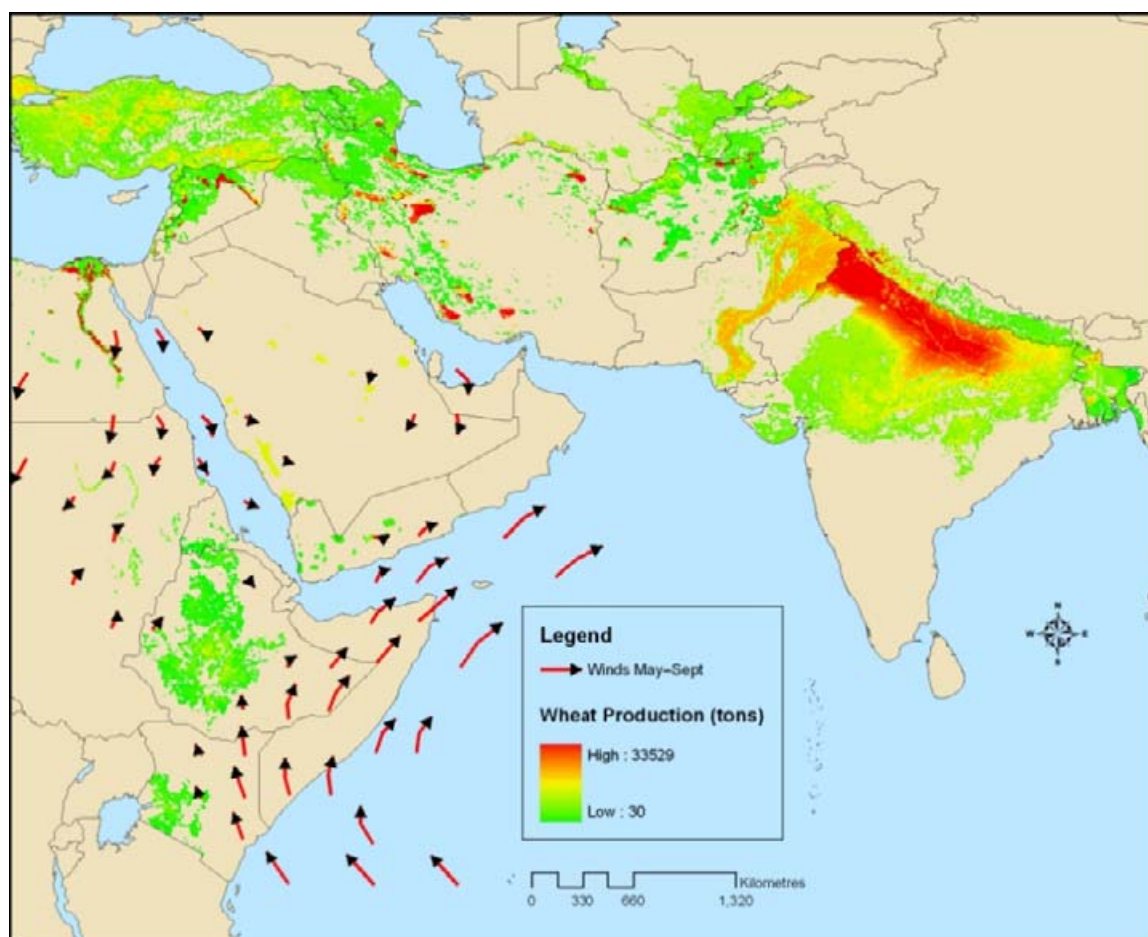 N
W
E
S
Legend
Winds May-Sept
Wheat Production (tons)
High : 33529
Low : 30
Kilometres
0 330 660 1,320